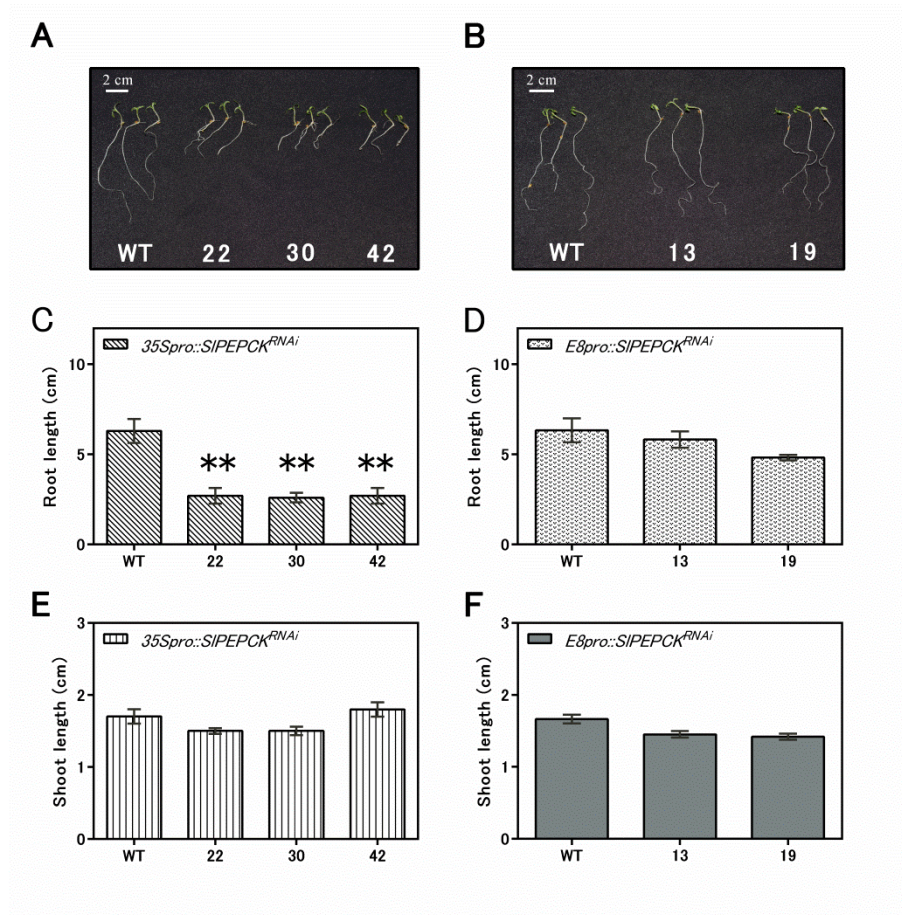 A
B
2 cm
2 cm
WT 22 30 42
WT 13 19
C
D
35Spro::SlPEPCK^RNAi
E8pro::SlPEPCK^RNAi
Root length (cm)
10
5
0
** ** **
WT 22 30 42
Root length (cm)
10
5
0
WT 13 19
E
F
35Spro::SlPEPCK^RNAi
E8pro::SlPEPCK^RNAi
Shoot length (cm)
3
2
1
0
WT 22 30 42
Shoot length (cm)
3
2
1
0
WT 13 19